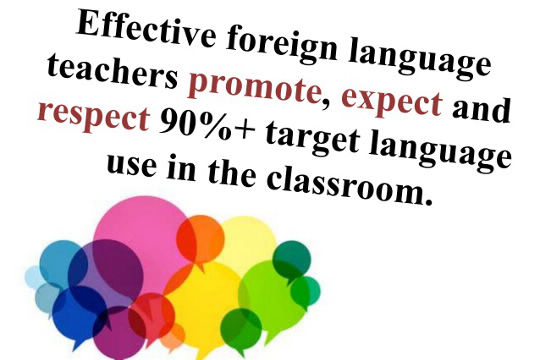 Effective foreign language
teachers promote, expect and
respect 90%+ target language
use in the classroom.